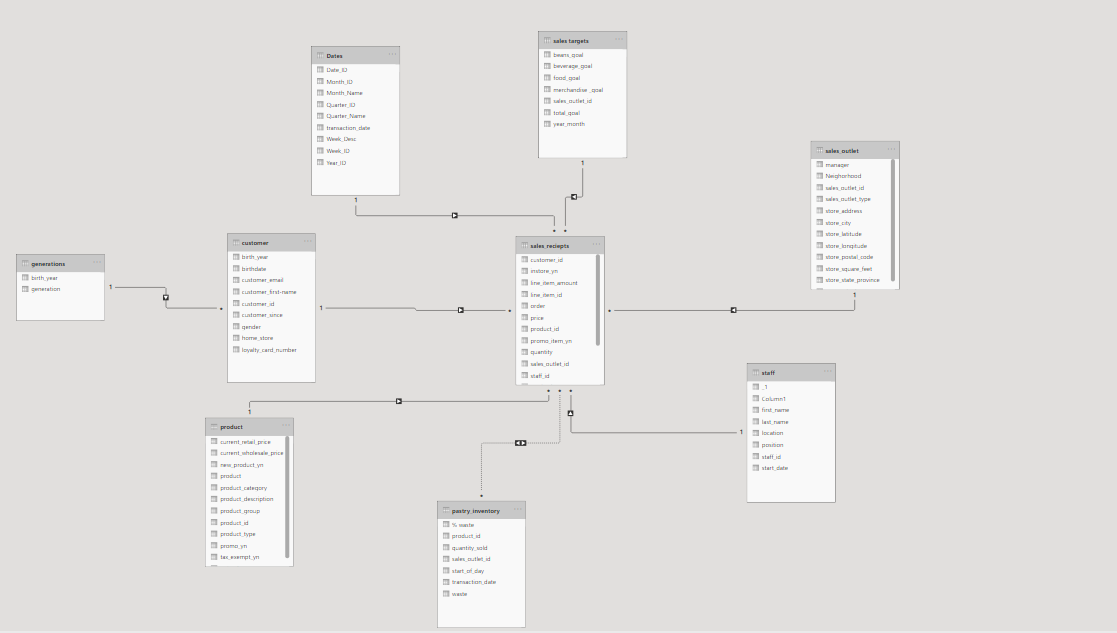 Dates
Date_ID
Month_ID
Month_Name
Quarter_ID
Quarter_Name
transaction_date
Week_Desc
Week_ID
Year_ID
1
sales targets
beans_goal
beverage_goal
food_goal
merchandise _goal
sales_outlet_id
total_goal
year_month
1
sales_outlet
manager
Neighorhood
sales_outlet_id
sales_outlet_type
store_address
store_city
store_latitude
store_longitude
store_postal_code
store_square_feet
store_state_province
1
generations
birth_year
generation
1
*
customer
birth_year
birthdate
customer_email
customer_first-name
customer_id
customer_since
gender
home_store
loyalty_card_number
1
*
*
*
sales_reciepts
customer_id
instore_yn
line_item_amount
line_item_id
order
price
product_id
promo_item_yn
quantity
sales_outlet_id
staff_id
*
*
*
*
*
1
product
current_retail_price
current_wholesale_price
new_product_yn
product
product_category
product_description
product_group
product_id
product_type
promo_yn
tax_exempt_yn
*
pastry_inventory
% waste
product_id
quantity_sold
sales_outlet_id
start_of_day
transaction_date
waste
1
staff
_1
Column1
first_name
last_name
location
position
staff_id
start_date